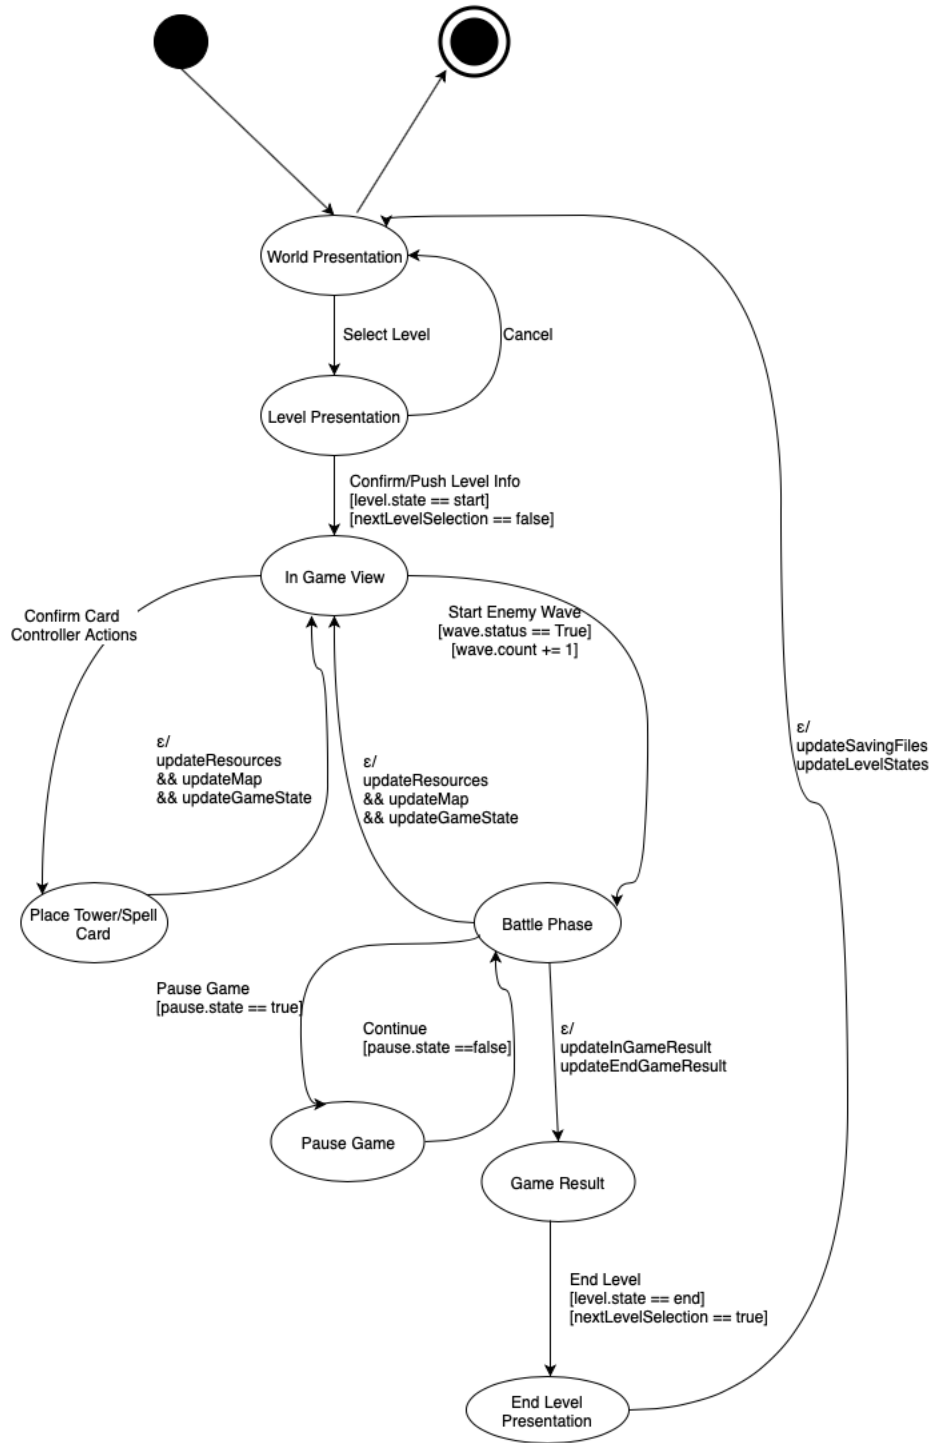 World Presentation
Select Level
Cancel
Level Presentation
Confirm/Push Level Info
[level.state == start]
[nextLevelSelection == false]
In Game View
Confirm Card
Controller Actions
Start Enemy Wave
[wave.status == True]
[wave.count += 1]
ε/
updateResources
&& updateMap
&& updateGameState
ε/
updateResources
&& updateMap
&& updateGameState
ε/
updateSavingFiles
updateLevelStates
Place Tower/Spell
Card
Battle Phase
Pause Game
[pause.state == true]
Continue
[pause.state ==false]
ε/
updateInGameResult
updateEndGameResult
Pause Game
Game Result
End Level
[level.state == end]
[nextLevelSelection == true]
End Level
Presentation